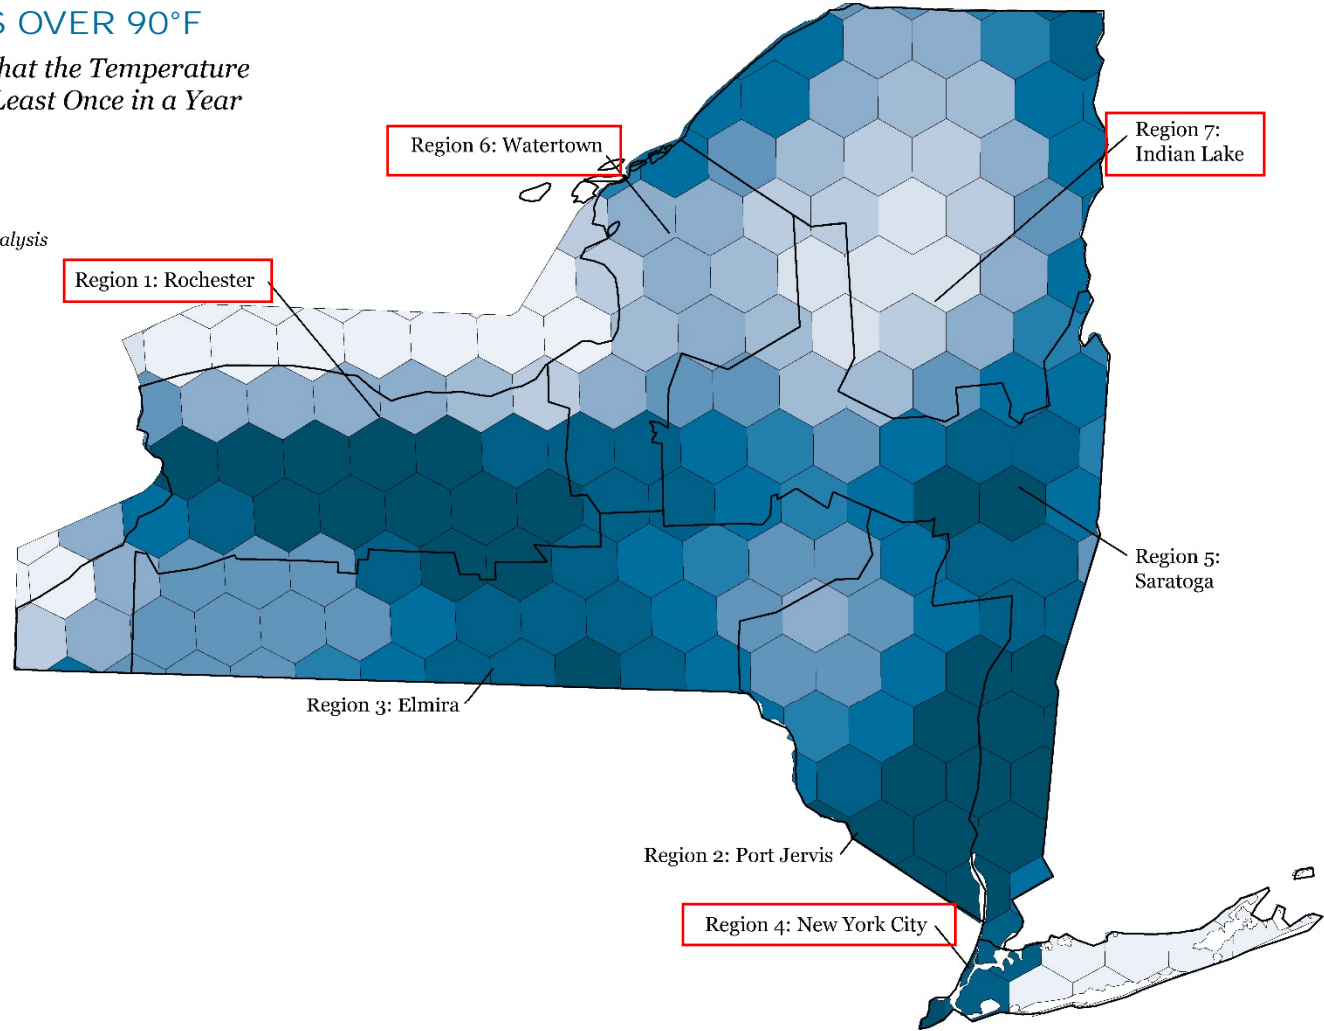 S OVER 90°F
hat the Temperature
Least Once in a Year
alysis
Region 6: Watertown
Region 7:
Indian Lake
Region 1: Rochester
Region 5:
Saratoga
Region 3: Elmira
Region 2: Port Jervis
Region 4: New York City